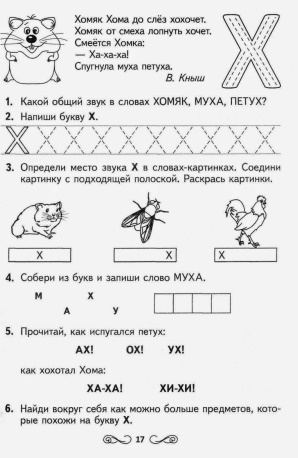 Хомяк Хома до слёз хохочет.
Хомяк от смеха лопнуть хочет.
Смеётся Хомка:
— Ха-ха-ха!
Спугнула муха петуха.
В. Кныш
Х
1. Какой общий звук в словах ХОМЯК, МУХА, ПЕТУХ?
2. Напиши букву Х.
Х
3. Определи место звука Х в словах-картинках. Соедини
картинку с подходящей полоской. Раскрась картинки.
Х Х Х
4. Собери из букв и запиши слово МУХА.
М Х
А У
5. Прочитай, как испугался петух:
АХ! ОХ! УХ!
как хохотал Хома:
ХА-ХА! ХИ-ХИ!
6. Найди вокруг себя как можно больше предметов, кото-
рые похожи на букву Х.
17